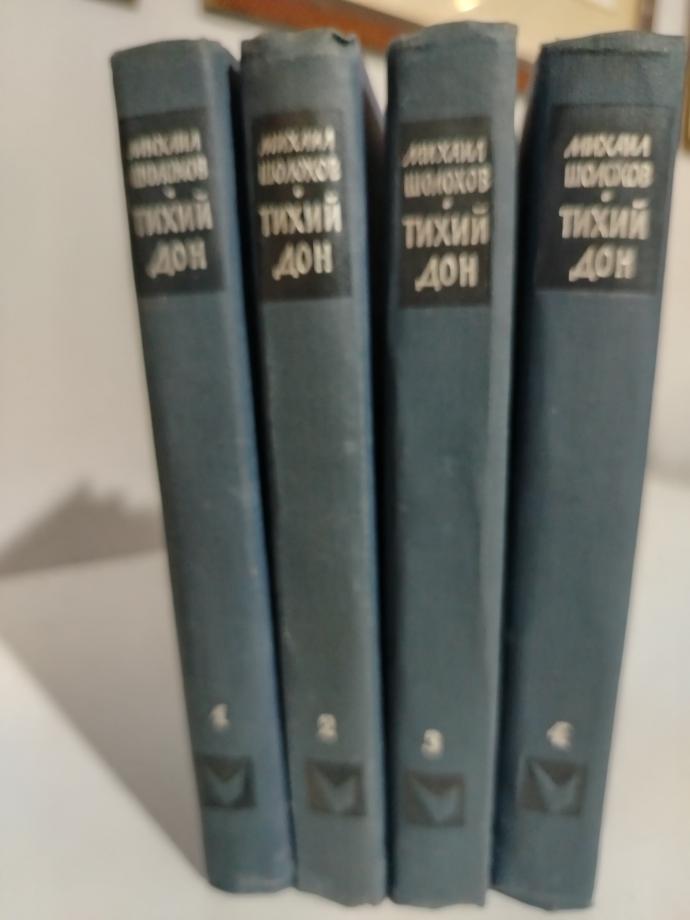 МИХАИЛ
ШОЛОХОВ
ТИХИЙ
ДОН
1
МИХАИЛ
ШОЛОХОВ
ТИХИЙ
ДОН
2
МИХАИЛ
ШОЛОХОВ
ТИХИЙ
ДОН
3
МИХАИЛ
ШОЛОХОВ
ТИХИЙ
ДОН
4